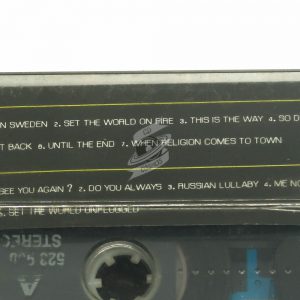 N SWEDEN 2. SET THE WORLD ON FIRE 3. THIS IS THE WAY 4. SO D
T BACK 6. UNTIL THE END 7. WHEN RELIGION COMES TO TOWN
SEE YOU AGAIN? 2. DO YOU ALWAYS 3. RUSSIAN LULLABY 4. ME NO
5. SET THE WORLD UNPLUGGED
STEREO
A